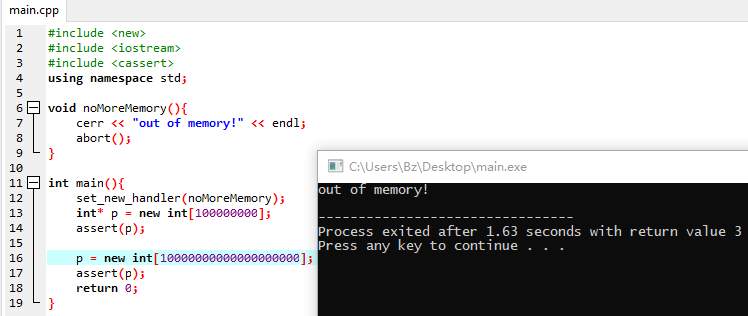 main.cpp
1 #include <new>
2 #include <iostream>
3 #include <cassert>
4 using namespace std;
5
6 void noMoreMemory(){
7 cerr << "out of memory!" << endl;
8 abort();
9 }
10
11 int main(){
12 set_new_handler(noMoreMemory);
13 int* p = new int[100000000];
14 assert(p);
15
16 p = new int[10000000000000000000];
17 assert(p);
18 return 0;
19 }
C:\Users\Bz\Desktop\main.exe
out of memory!
--------------------------------
Process exited after 1.63 seconds with return value 3
Press any key to continue . . .